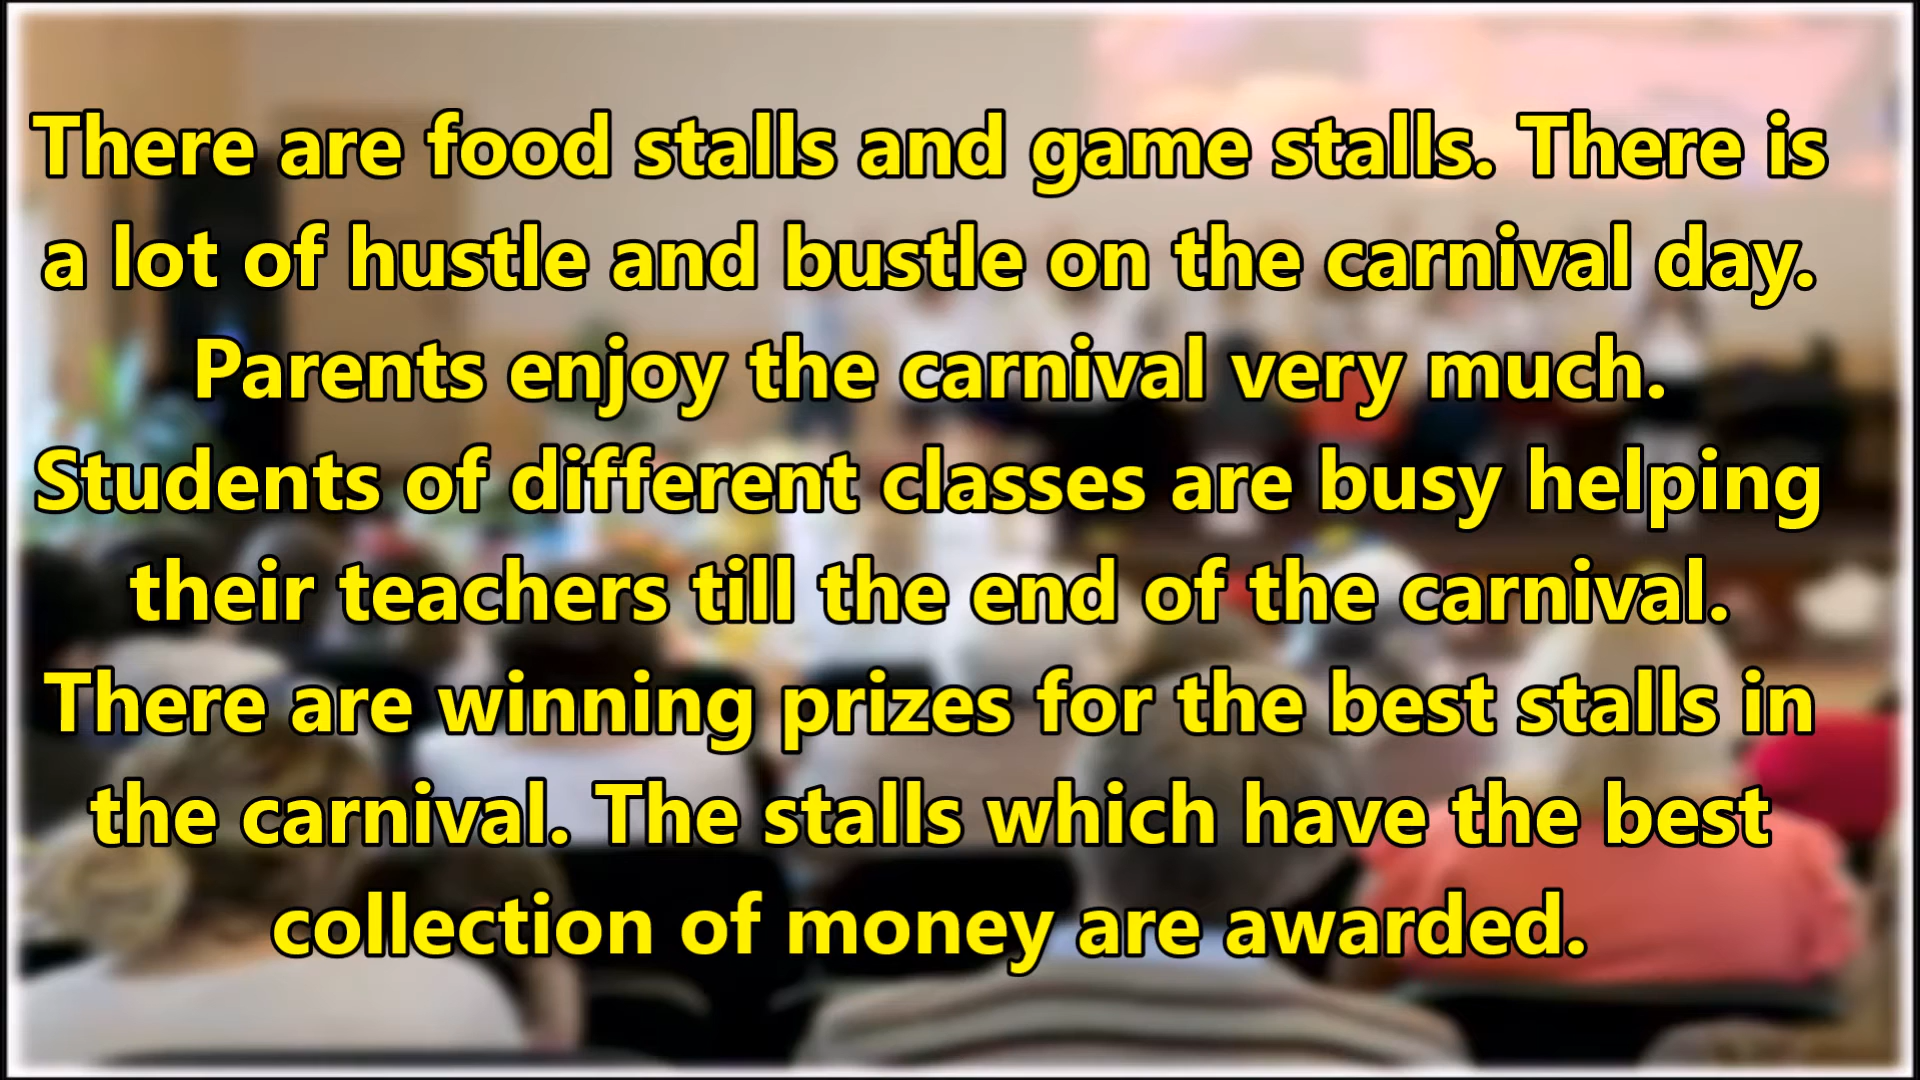 There are food stalls and game stalls. There is
a lot of hustle and bustle on the carnival day.
Parents enjoy the carnival very much.
Students of different classes are busy helping
their teachers till the end of the carnival.
There are winning prizes for the best stalls in
the carnival. The stalls which have the best
collection of money are awarded.